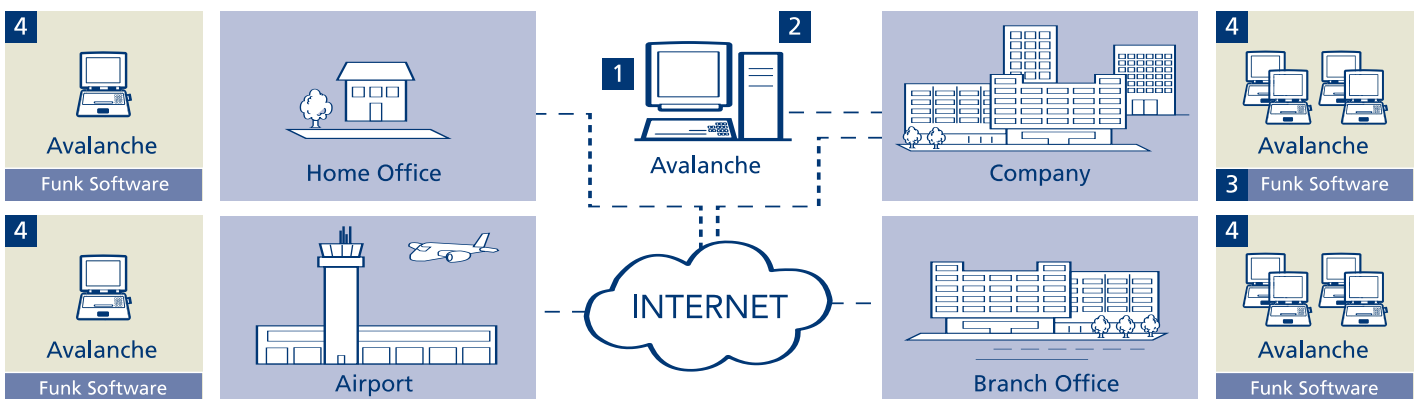 4
Avalanche
Funk Software
Home Office
1
2
Avalanche
Company
4
Avalanche
3
Funk Software
4
Avalanche
Funk Software
Airport
INTERNET
Branch Office
4
Avalanche
Funk Software